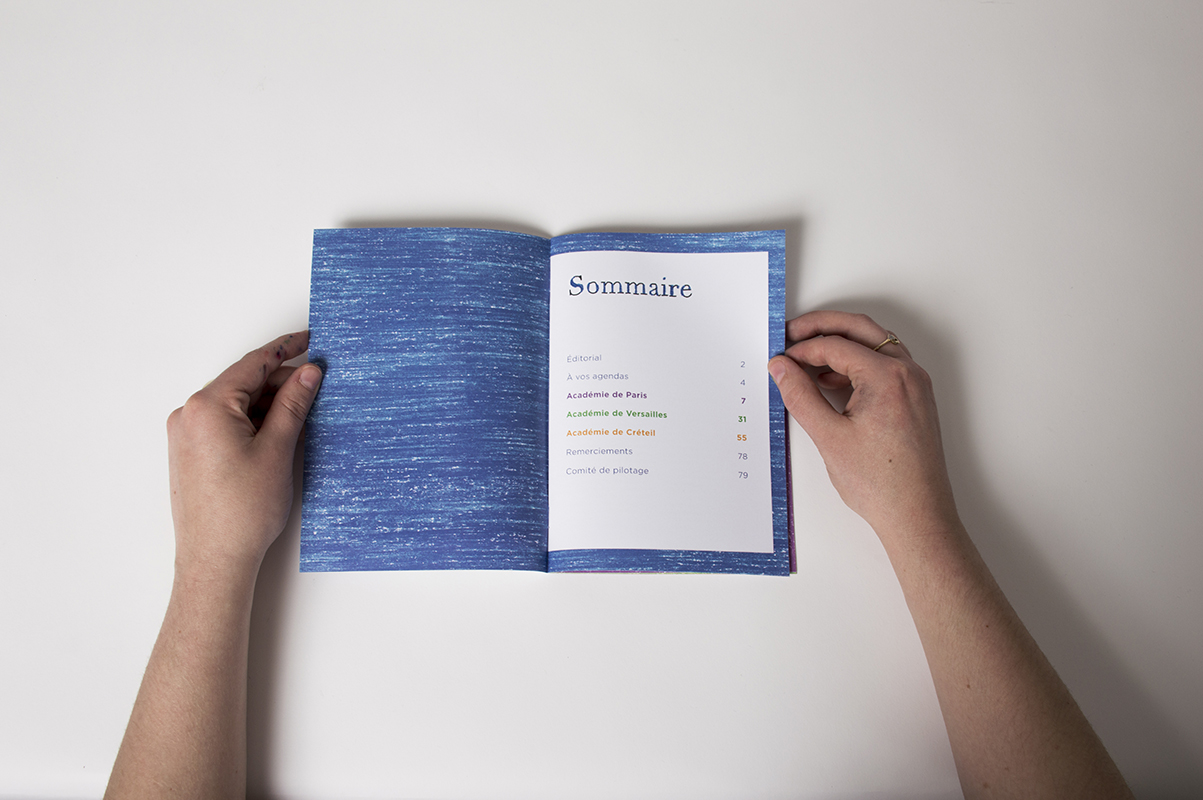 Sommaire
Éditorial 2
À vos agendas 4
Académie de Paris 7
Académie de Versailles 31
Académie de Créteil 55
Remerciements 78
Comité de pilotage 79